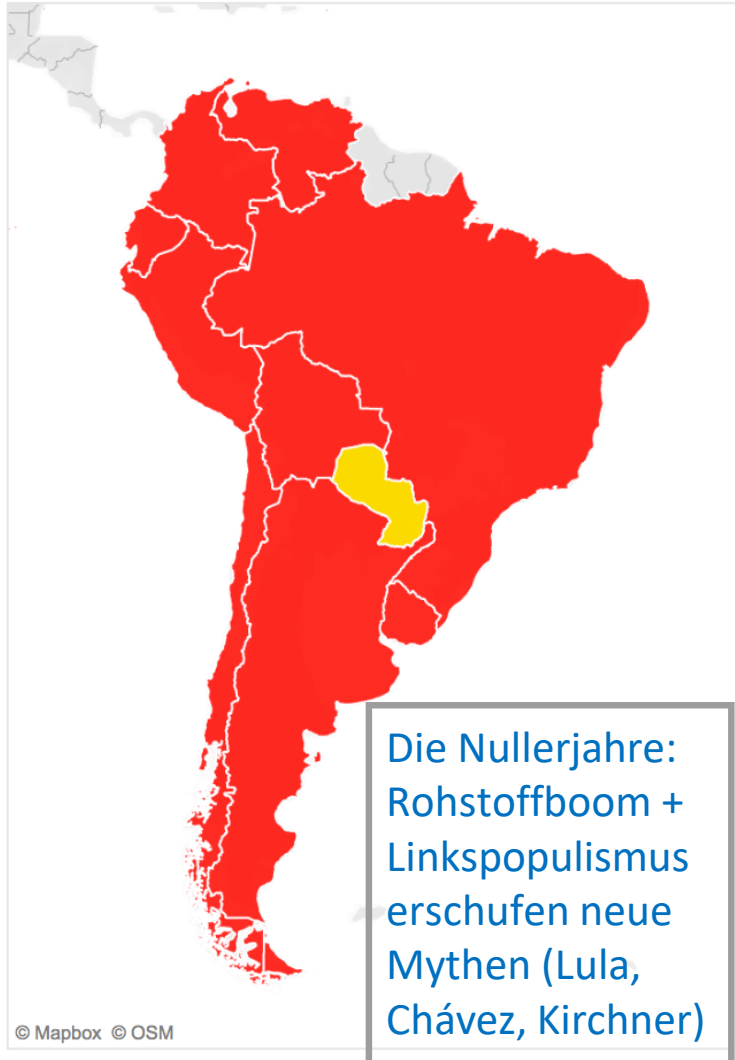 Die Nullerjahre:
Rohstoffboom +
Linkspopulismus
erschufen neue
Mythen (Lula,
Chávez, Kirchner)
© Mapbox © OSM